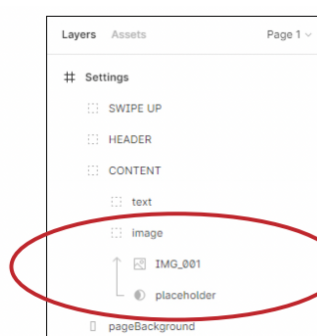 Layers Assets Page 1
Settings
SWIPE UP
HEADER
CONTENT
text
image
IMG_001
placeholder
pageBackground